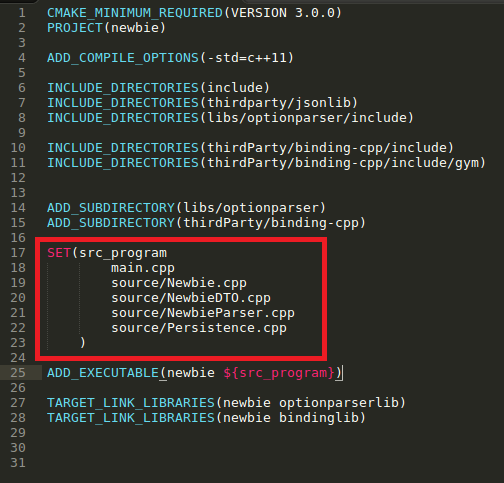 1 CMAKE_MINIMUM_REQUIRED(VERSION 3.0.0)
2 PROJECT(newbie)
3
4 ADD_COMPILE_OPTIONS(-std=c++11)
5
6 INCLUDE_DIRECTORIES(include)
7 INCLUDE_DIRECTORIES(thirdparty/jsonlib)
8 INCLUDE_DIRECTORIES(libs/optionparser/include)
9
10 INCLUDE_DIRECTORIES(thirdParty/binding-cpp/include)
11 INCLUDE_DIRECTORIES(thirdParty/binding-cpp/include/gym)
12
13
14 ADD_SUBDIRECTORY(libs/optionparser)
15 ADD_SUBDIRECTORY(thirdParty/binding-cpp)
16
17 SET(src_program
18 main.cpp
19 source/Newbie.cpp
20 source/NewbieDTO.cpp
21 source/NewbieParser.cpp
22 source/Persistence.cpp
23 )
24
25 ADD_EXECUTABLE(newbie ${src_program})
26
27 TARGET_LINK_LIBRARIES(newbie optionparserlib)
28 TARGET_LINK_LIBRARIES(newbie bindinglib)
29
30
31